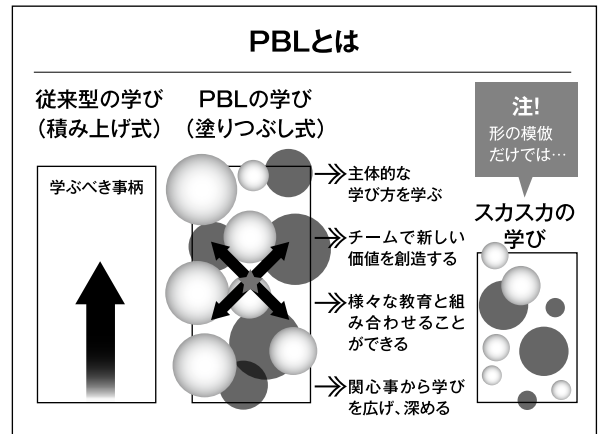 PBLとは
従来型の学び
（積み上げ式）
学ぶべき事柄
PBLの学び
（塗りつぶし式）
主体的な
学び方を学ぶ
チームで新しい
価値を創造する
様々な教育と組
み合わせること
ができる
関心事から学び
を広げ、深める
注!
形の模倣
だけでは…
スカスカの
学び